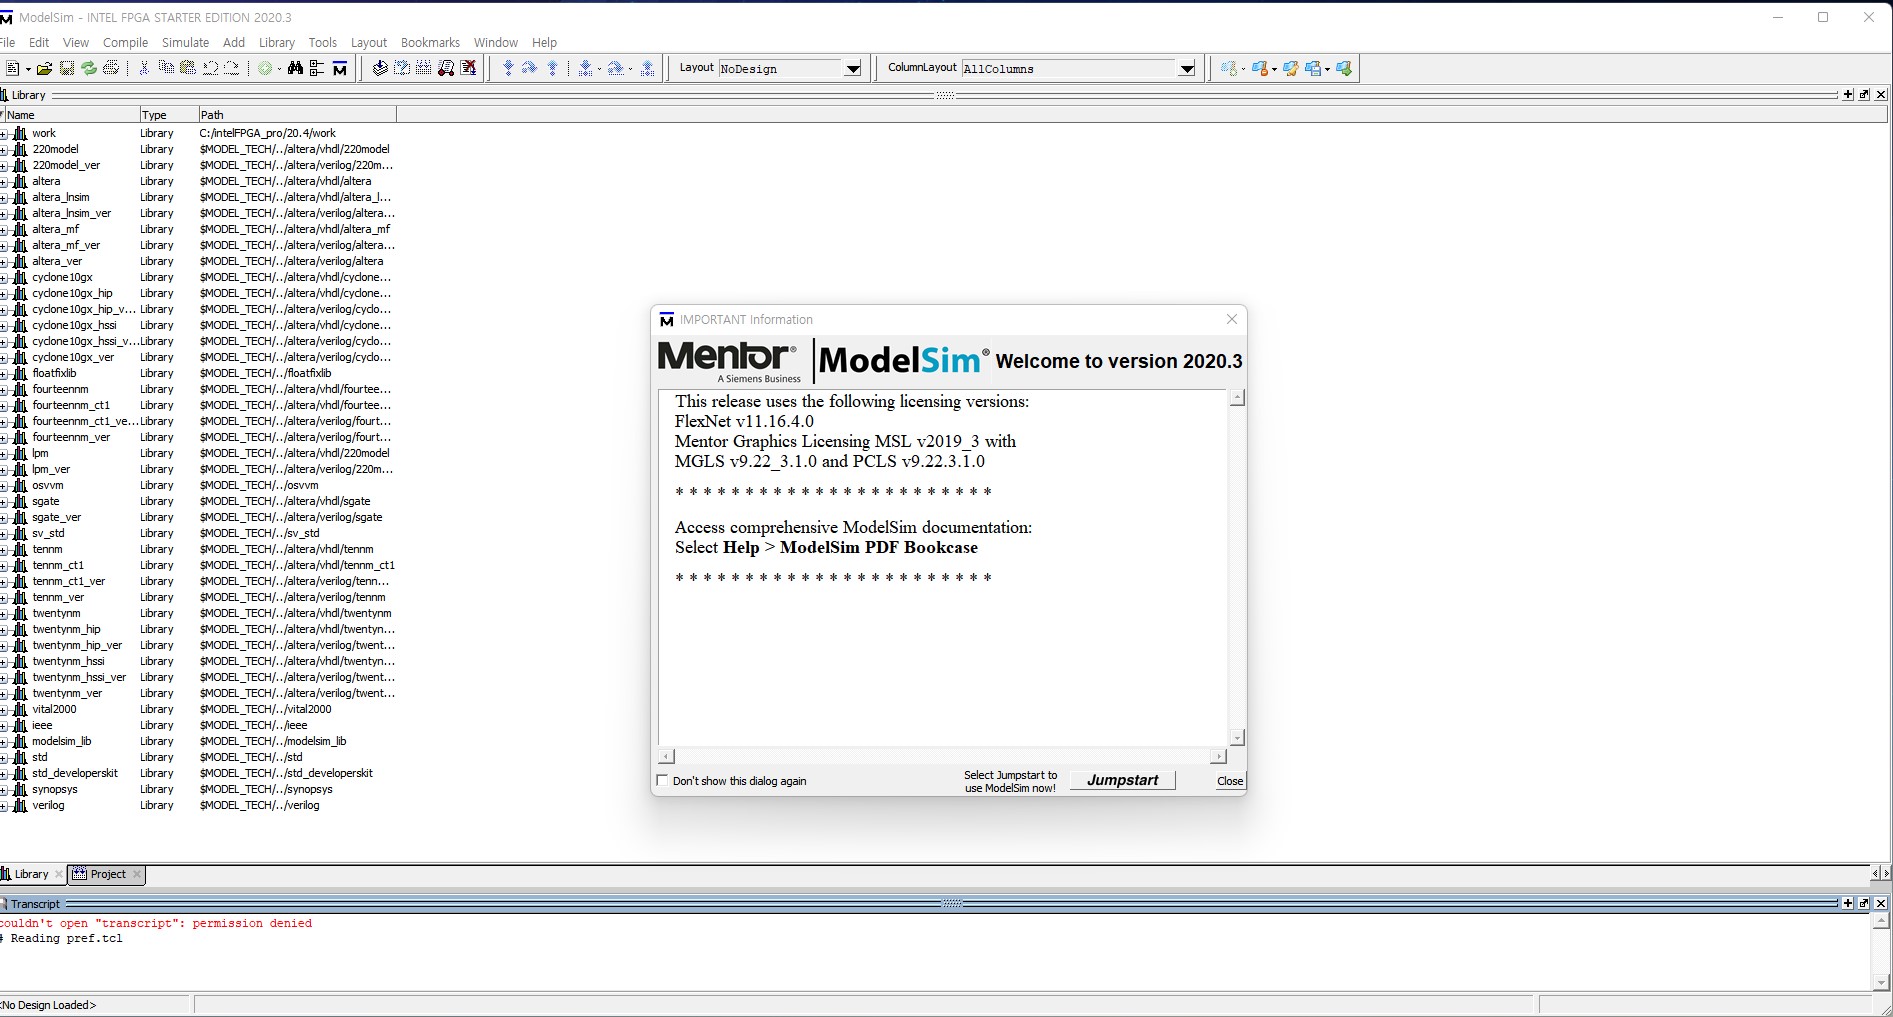 ModelSim - INTEL FPGA STARTER EDITION 2020.3
File Edit View Compile Simulate Add Library Tools Layout Bookmarks Window Help
Layout NoDesign ColumnLayout AllColumns
Library
Name Type Path
work Library C:/intelFPGA_pro/20.4/work
220model Library $MODEL_TECH/../altera/vhdl/220model
220model_ver Library $MODEL_TECH/../altera/verilog/220m...
altera Library $MODEL_TECH/../altera/vhdl/altera
altera_lnsim Library $MODEL_TECH/../altera/vhdl/altera_l...
altera_lnsim_ver Library $MODEL_TECH/../altera/verilog/altera...
altera_mf Library $MODEL_TECH/../altera/vhdl/altera_mf
altera_mf_ver Library $MODEL_TECH/../altera/verilog/altera...
altera_ver Library $MODEL_TECH/../altera/verilog/altera
cyclone10gx Library $MODEL_TECH/../altera/vhdl/cyclone...
cyclone10gx_hip Library $MODEL_TECH/../altera/vhdl/cyclone...
cyclone10gx_hip_v... Library $MODEL_TECH/../altera/verilog/cyclo...
cyclone10gx_hssi Library $MODEL_TECH/../altera/vhdl/cyclone...
cyclone10gx_hssi_v... Library $MODEL_TECH/../altera/verilog/cyclo...
cyclone10gx_ver Library $MODEL_TECH/../altera/verilog/cyclo...
floatfixlib Library $MODEL_TECH/../floatfixlib
fourteennm Library $MODEL_TECH/../altera/vhdl/fourtee...
fourteennm_ct1 Library $MODEL_TECH/../altera/vhdl/fourtee...
fourteennm_ct1_ve... Library $MODEL_TECH/../altera/verilog/fourt...
fourteennm_ver Library $MODEL_TECH/../altera/verilog/fourt...
lpm Library $MODEL_TECH/../altera/vhdl/220model
lpm_ver Library $MODEL_TECH/../altera/verilog/220m...
osvvm Library $MODEL_TECH/../osvvm
sgate Library $MODEL_TECH/../altera/vhdl/sgate
sgate_ver Library $MODEL_TECH/../altera/verilog/sgate
sv_std Library $MODEL_TECH/../sv_std
tennm Library $MODEL_TECH/../altera/vhdl/tennm
tennm_ct1 Library $MODEL_TECH/../altera/vhdl/tennm_ct1
tennm_ct1_ver Library $MODEL_TECH/../altera/verilog/tenn...
tennm_ver Library $MODEL_TECH/../altera/verilog/tennm
twentynm Library $MODEL_TECH/../altera/vhdl/twentynm
twentynm_hip Library $MODEL_TECH/../altera/vhdl/twentyn...
twentynm_hip_ver Library $MODEL_TECH/../altera/verilog/twent...
twentynm_hssi Library $MODEL_TECH/../altera/vhdl/twentyn...
twentynm_hssi_ver Library $MODEL_TECH/../altera/verilog/twent...
twentynm_ver Library $MODEL_TECH/../altera/verilog/twent...
vital2000 Library $MODEL_TECH/../vital2000
ieee Library $MODEL_TECH/../ieee
modelsim_lib Library $MODEL_TECH/../modelsim_lib
std Library $MODEL_TECH/../std
std_developerskit Library $MODEL_TECH/../std_developerskit
synopsys Library $MODEL_TECH/../synopsys
verilog Library $MODEL_TECH/../verilog
IMPORTANT Information
Mentor® ModelSim® Welcome to version 2020.3
A Siemens Business
This release uses the following licensing versions:
FlexNet v11.16.4.0
Mentor Graphics Licensing MSL v2019_3 with
MGLS v9.22_3.1.0 and PCLS v9.22.3.1.0
* * * * * * * * * * * * * * * * * * * * * * *
Access comprehensive ModelSim documentation:
Select Help > ModelSim PDF Bookcase
* * * * * * * * * * * * * * * * * * * * * * *
Don't show this dialog again
Select Jumpstart to
use ModelSim now!
Jumpstart
Close
Library Project
Transcript
couldn't open "transcript": permission denied
# Reading pref.tcl
<No Design Loaded>